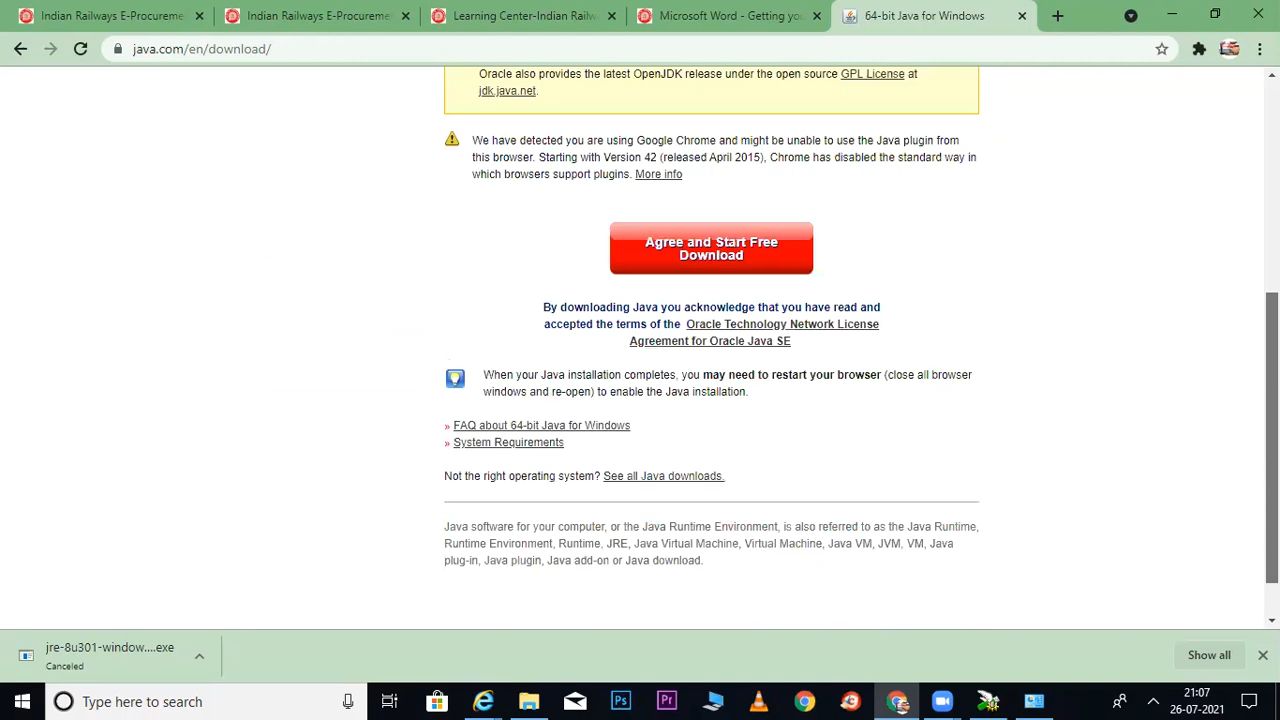 Indian Railways E-Procureme
Indian Railways E-Procureme
Learning Center-Indian Railw
Microsoft Word - Getting you
64-bit Java for Windows
java.com/en/download/
Oracle also provides the latest OpenJDK release under the open source GPL License at
jdk.java.net.
We have detected you are using Google Chrome and might be unable to use the Java plugin from
this browser. Starting with Version 42 (released April 2015), Chrome has disabled the standard way in
which browsers support plugins. More info
Agree and Start Free
Download
By downloading Java you acknowledge that you have read and
accepted the terms of the Oracle Technology Network License
Agreement for Oracle Java SE
When your Java installation completes, you may need to restart your browser (close all browser
windows and re-open) to enable the Java installation.
» FAQ about 64-bit Java for Windows
» System Requirements
Not the right operating system? See all Java downloads.
Java software for your computer, or the Java Runtime Environment, is also referred to as the Java Runtime,
Runtime Environment, Runtime, JRE, Java Virtual Machine, Virtual Machine, Java VM, JVM, VM, Java
plug-in, Java plugin, Java add-on or Java download.
jre-8u301-window....exe
Canceled
Show all
Type here to search
Ps
Pr
21:07
26-07-2021